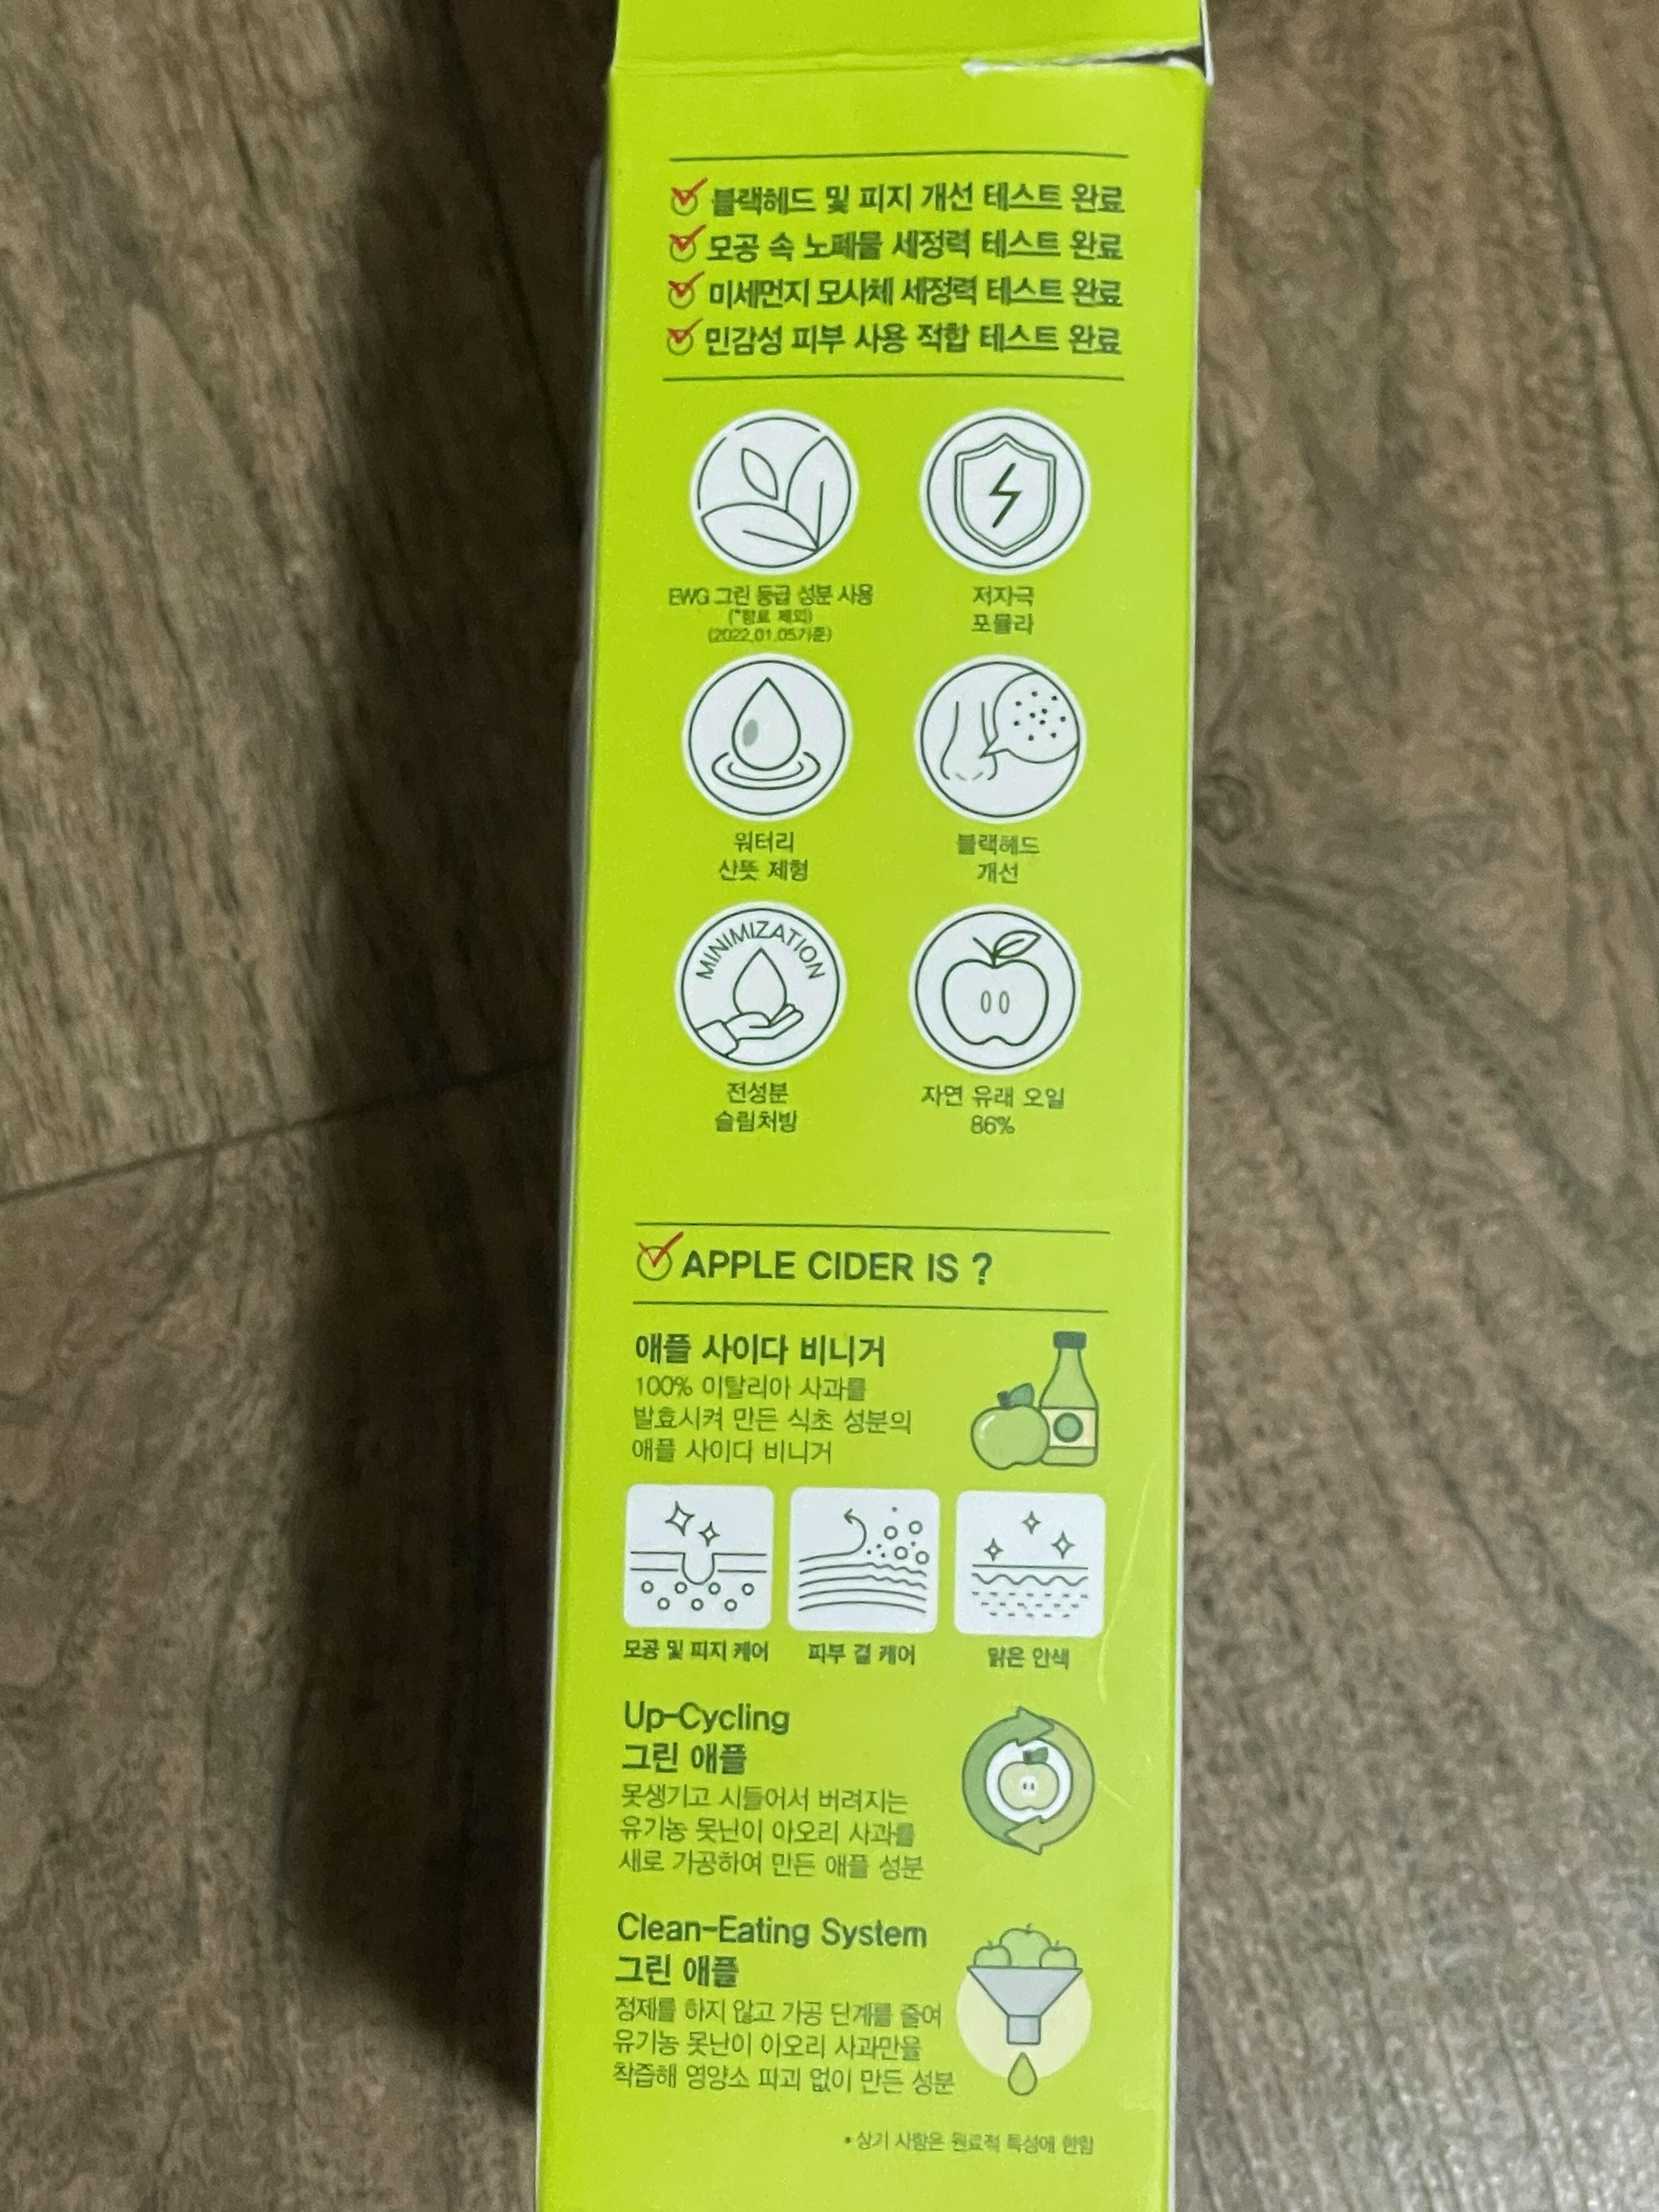 블랙헤드 및 피지 개선 테스트 완료
모공 속 노폐물 세정력 테스트 완료
미세먼지 모사체 세정력 테스트 완료
민감성 피부 사용 적합 테스트 완료
EWG 그린 등급 성분 사용
(*향료 제외)
(2022.01.05.기준)
저자극
포뮬라
워터리
산뜻 제형
블랙헤드
개선
MINIMIZATION
전성분
슬림처방
자연 유래 오일
86%
APPLE CIDER IS ?
애플 사이다 비니거
100% 이탈리아 사과를
발효시켜 만든 식초 성분의
애플 사이다 비니거
모공 및 피지 케어
피부 결 케어
맑은 안색
Up-Cycling
그린 애플
못생기고 시들어서 버려지는
유기농 못난이 아오리 사과를
새로 가공하여 만든 애플 성분
Clean-Eating System
그린 애플
정제를 하지 않고 가공 단계를 줄여
유기농 못난이 아오리 사과만을
착즙해 영양소 파괴 없이 만든 성분
* 상기 사항은 원료적 특성에 한함